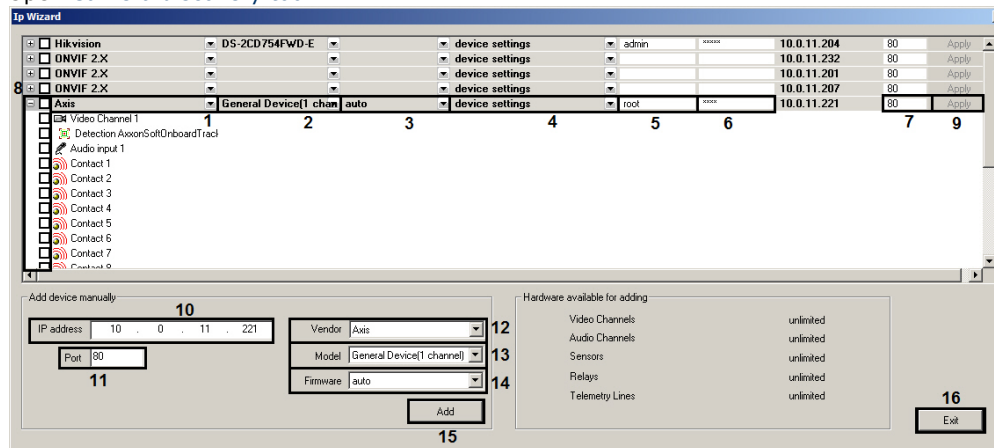 Ip Wizard
Hikvision DS-2CD754FWD-E device settings admin xxxxx 10.0.11.204 80 Apply
ONVIF 2.X device settings 10.0.11.232 80 Apply
ONVIF 2.X device settings 10.0.11.201 80 Apply
8 ONVIF 2.X device settings 10.0.11.207 80 Apply
Axis General Device(1 chan auto device settings root xxxx 10.0.11.221 80 Apply
Video Channel 1 1 2 3 4 5 6 7 9
Detection AxxonSoftOnboardTrack
Audio input 1
Contact 1
Contact 2
Contact 3
Contact 4
Contact 5
Contact 6
Contact 7
Contact 8
Add device manually
10
IP address 10 . 0 . 11 . 221
Port 80
11
Vendor Axis 12
Model General Device(1 channel) 13
Firmware auto 14
Add
15
Hardware available for adding
Video Channels unlimited
Audio Channels unlimited
Sensors unlimited
Relays unlimited
Telemetry Lines unlimited
16
Exit